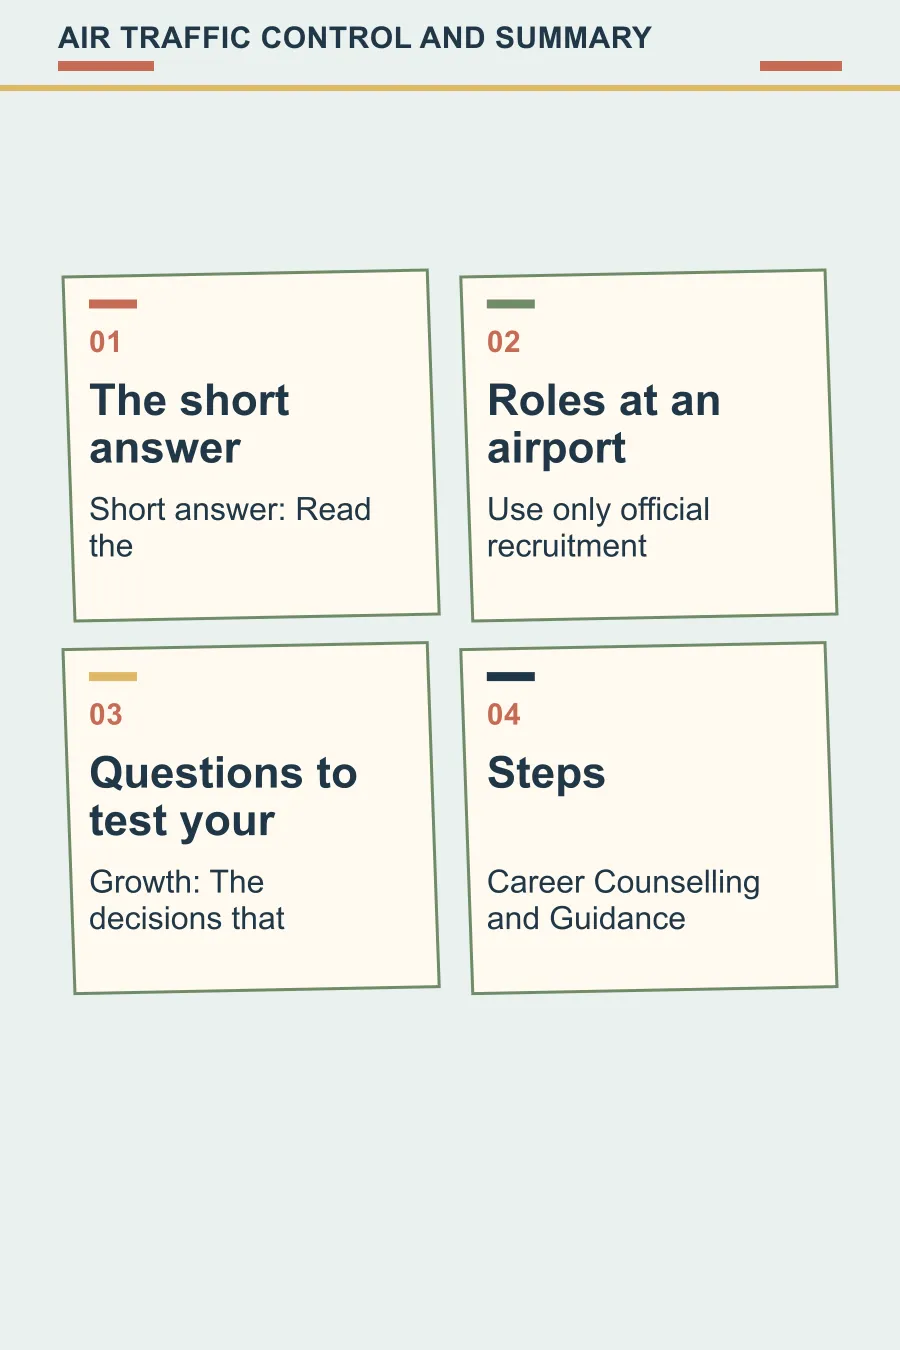 AIR TRAFFIC CONTROL AND SUMMARY
01
The short
answer
Short answer: Read
the
02
Roles at an
airport
Use only official
recruitment
03
Questions to
test your
Growth: The
decisions that
04
Steps
Career Counselling
and Guidance